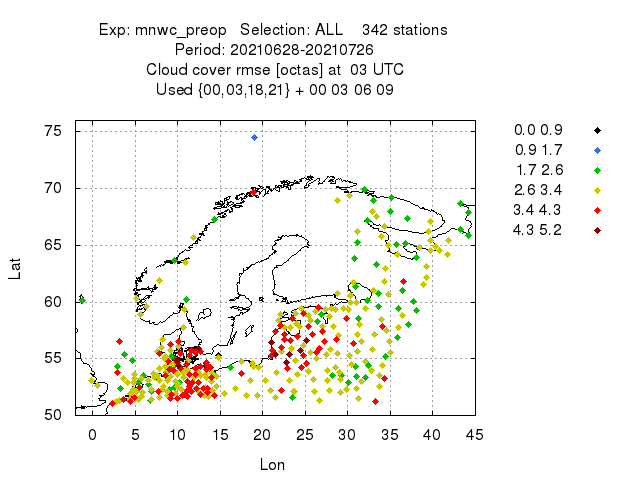 Exp: mnwc_preop   Selection: ALL    342 stations
Period: 20210628-20210726
Cloud cover rmse [octas] at  03 UTC
Used {00,03,18,21} + 00 03 06 09
0.0 0.9
0.9 1.7
1.7 2.6
2.6 3.4
3.4 4.3
4.3 5.2
75
70
65
60
55
50
Lat
0 5 10 15 20 25 30 35 40 45
Lon